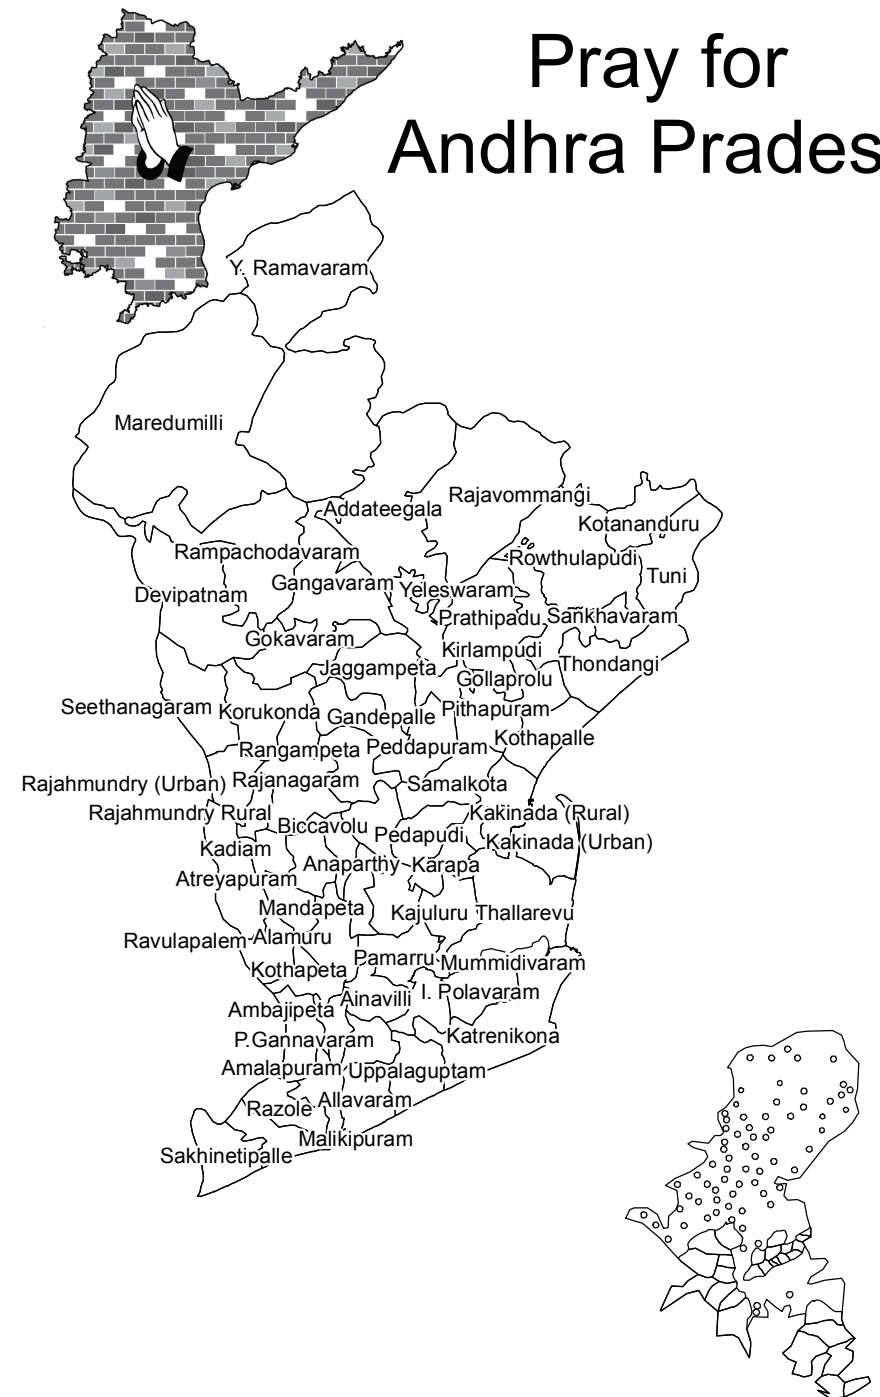 Pray for
Andhra Prades
Y. Ramavaram
Maredumilli
Rajavommangi
Addateegala
Kotananduru
Rampachodavaram
Rowthulapudi
Tuni
Gangavaram
Yeleswaram
Devipatnam
Prathipadu
Sankhavaram
Gokavaram
Kirlampudi
Jaggampeta
Thondangi
Gollaprolu
Seethanagaram
Korukonda
Gandepalle
Pithapuram
Kothapalle
Rangampeta
Peddapuram
Rajahmundry (Urban)
Rajanagaram
Samalkota
Rajahmundry Rural
Kakinada (Rural)
Biccavolu
Pedapudi
Kakinada (Urban)
Kadiam
Anaparthy
Karapa
Atreyapuram
Mandapeta
Kajuluru
Thallarevu
Ravulapalem
Alamuru
Pamarru
Mummidivaram
Kothapeta
Ainavilli
I. Polavaram
Ambajipeta
P.Gannavaram
Katrenikona
Amalapuram
Uppalaguptam
Razole
Allavaram
Malikipuram
Sakhinetipalle